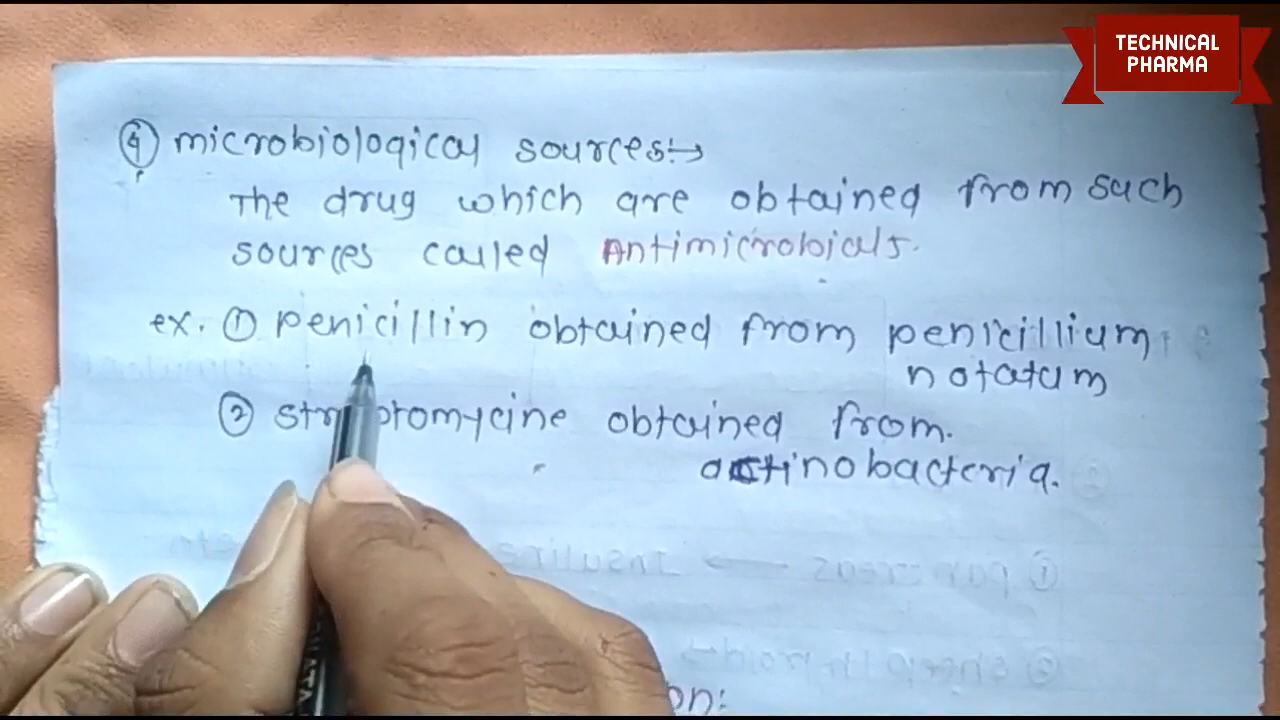 TECHNICAL
PHARMA
④ microbiological sources:→
The drug which are obtained from such
sources called Antimicrobials.
ex. ① penicillin obtained from penicillium
notatum
② streptomycine obtained from.
actinobacteria.